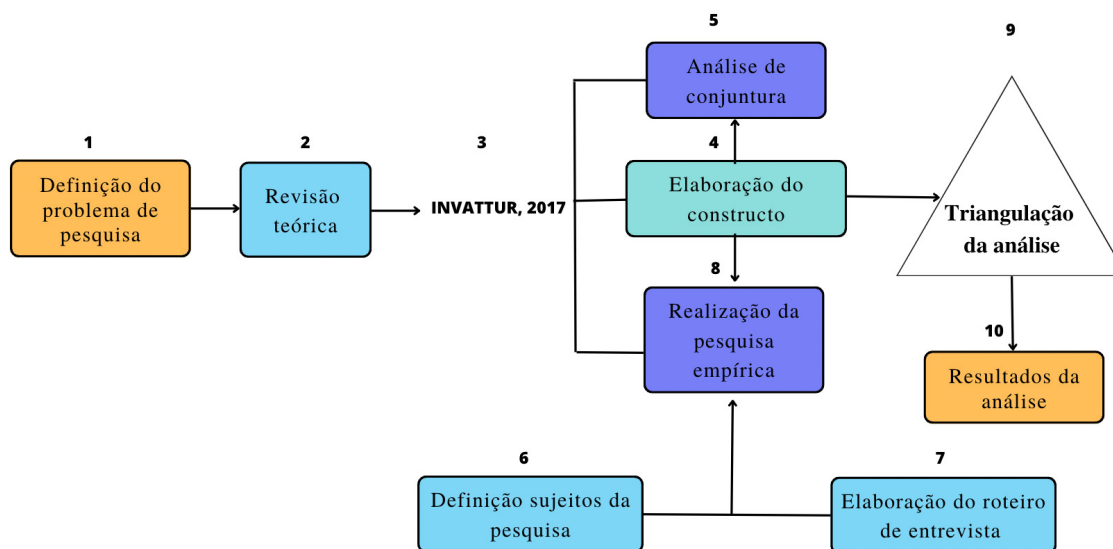 1
Definição do
problema de
pesquisa
2
Revisão
teórica
3
INVATTUR, 2017
4
Elaboração do
constructo
5
Análise de
conjuntura
6
Definição sujeitos da
pesquisa
7
Elaboração do roteiro
de entrevista
8
Realização da
pesquisa
empírica
9
Triangulação
da análise
10
Resultados da
análise